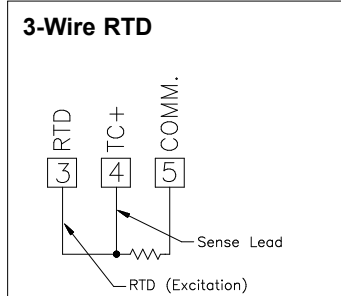 3-Wire RTD
RTD
TC+
COMM.
3
4
5
Sense Lead
RTD (Excitation)